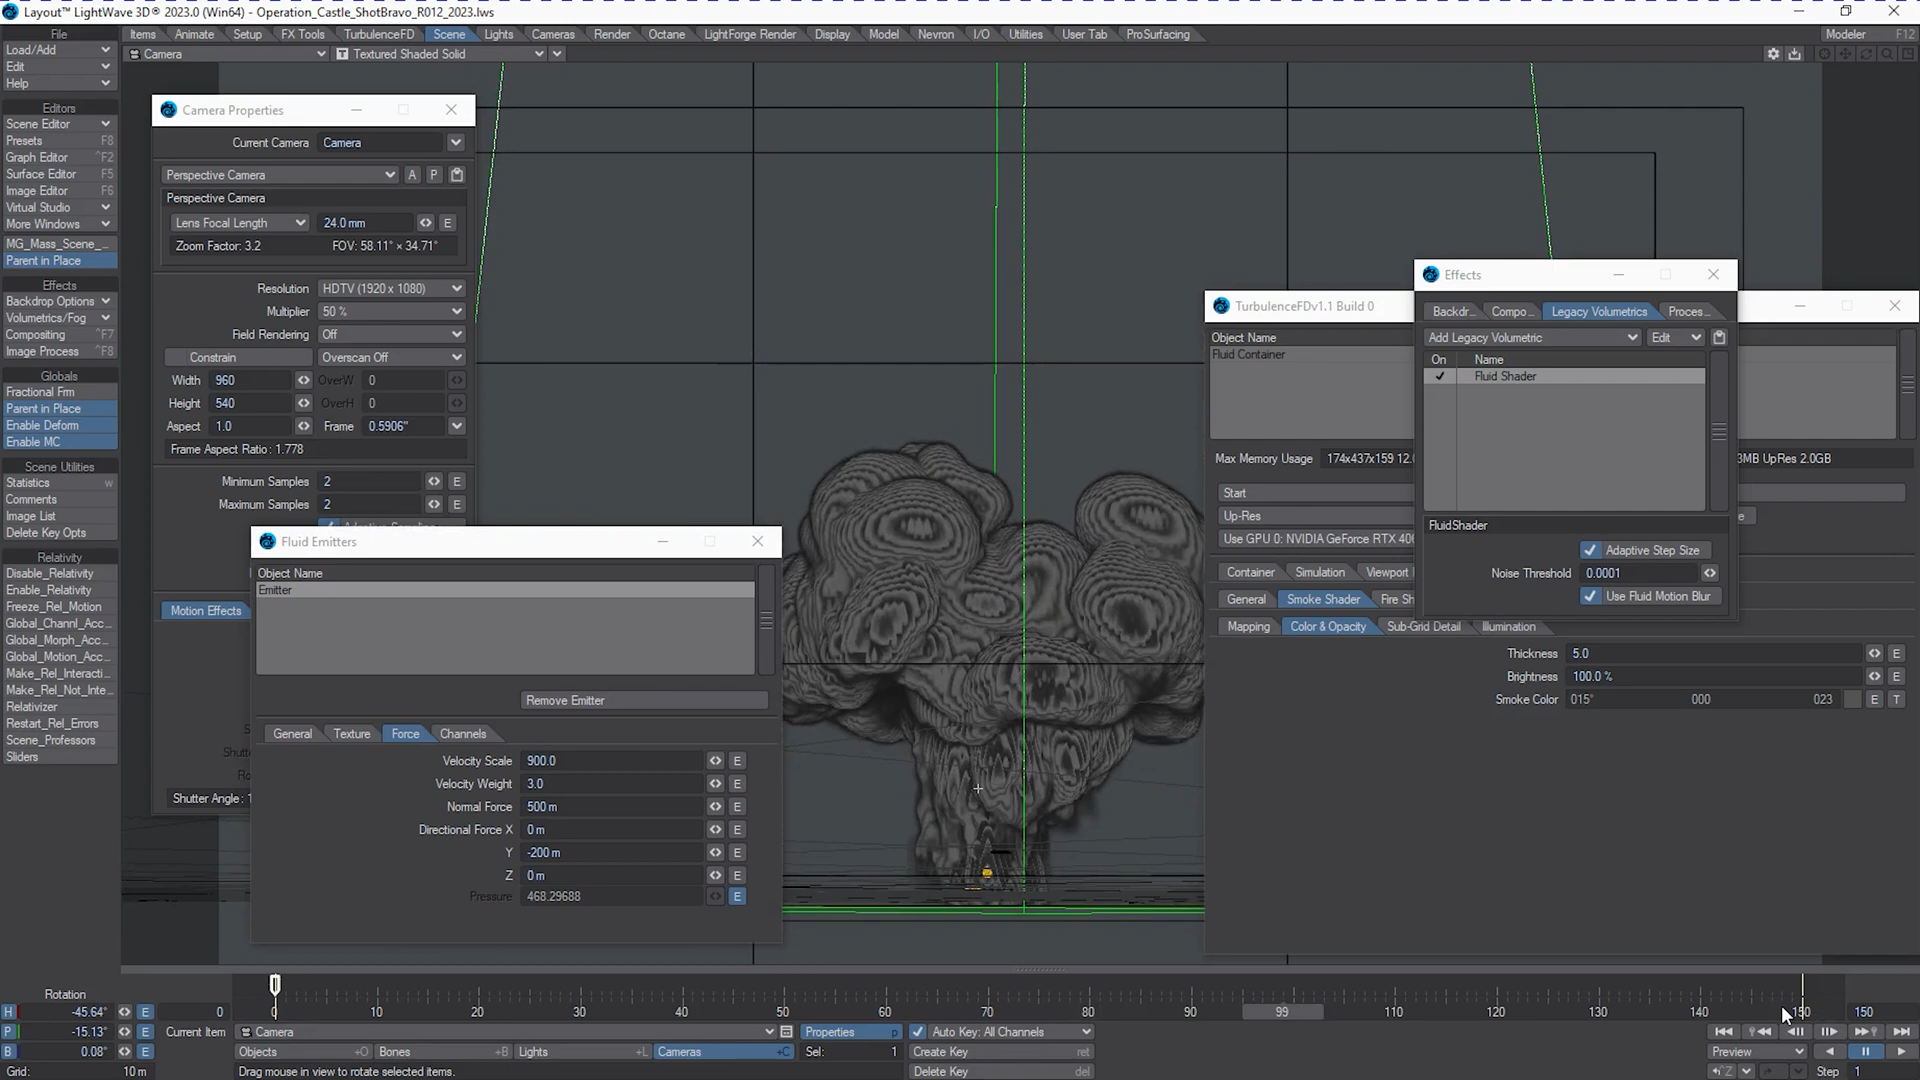 Layout™ LightWave 3D® 2023.0 (Win64) - Operation_Castle_ShotBravo_R012_2023.lws
File Items Animate Setup FX Tools TurbulenceFD Scene Lights Cameras Render Octane LightForge Render Display Model Nevron I/O Utilities User Tab ProSurfacing Modeler F12
Load/Add
Edit
Help
Camera Textured Shaded Solid
Editors
Scene Editor
Presets F8
Graph Editor ^F2
Surface Editor F5
Image Editor F6
Virtual Studio
More Windows
MG_Mass_Scene_...
Parent in Place
Effects
Backdrop Options
Volumetrics/Fog
Compositing ^F7
Image Process ^F8
Globals
Fractional Frm
Parent in Place
Enable Deform
Enable MC
Scene Utilities
Statistics w
Comments
Image List
Delete Key Opts
Relativity
Disable_Relativity
Enable_Relativity
Freeze_Rel_Motion
Global_Channl_Acc...
Global_Morph_Acc...
Global_Motion_Acc...
Make_Rel_Interacti...
Make_Rel_Not_Inte...
Relativizer
Restart_Rel_Errors
Scene_Professors
Sliders
Camera Properties
Current Camera Camera
Perspective Camera A P
Perspective Camera
Lens Focal Length 24.0 mm E
Zoom Factor: 3.2 FOV: 58.11° × 34.71°
Resolution HDTV (1920 x 1080)
Multiplier 50 %
Field Rendering Off
Constrain Overscan Off
Width 960 OverW 0
Height 540 OverH 0
Aspect 1.0 Frame 0.5906"
Frame Aspect Ratio : 1.778
Minimum Samples 2 E
Maximum Samples 2 E
Motion Effects
Shutter Angle:
Fluid Emitters
Object Name
Emitter
Remove Emitter
General Texture Force Channels
Velocity Scale 900.0 E
Velocity Weight 3.0 E
Normal Force 500 m E
Directional Force X 0 m E
Y -200 m E
Z 0 m E
Pressure 468.29688 E
TurbulenceFDv1.1 Build 0
Object Name
Fluid Container
Max Memory Usage 174x437x159 12.
3MB UpRes 2.0GB
Start
Up-Res
Use GPU 0: NVIDIA GeForce RTX 40
Container Simulation Viewport
General Smoke Shader Fire Sh
Mapping Color & Opacity Sub-Grid Detail Illumination
Thickness 5.0 E
Brightness 100.0 % E
Smoke Color 015° 000 023 E T
Effects
Backdr... Compo... Legacy Volumetrics Proces...
Add Legacy Volumetric Edit
On Name
Fluid Shader
FluidShader
Adaptive Step Size
Noise Threshold 0.0001
Use Fluid Motion Blur
Rotation
H -45.64° E
P -15.13° E
B 0.08° E
Grid: 10 m
0 0 10 20 30 40 50 60 70 80 90 99 110 120 130 140 150 150
Current Item Camera Properties p Auto Key: All Channels
Objects +O Bones +B Lights +L Cameras +C Sel: 1 Create Key ret Preview
Drag mouse in view to rotate selected items. Delete Key del ^Z Step 1